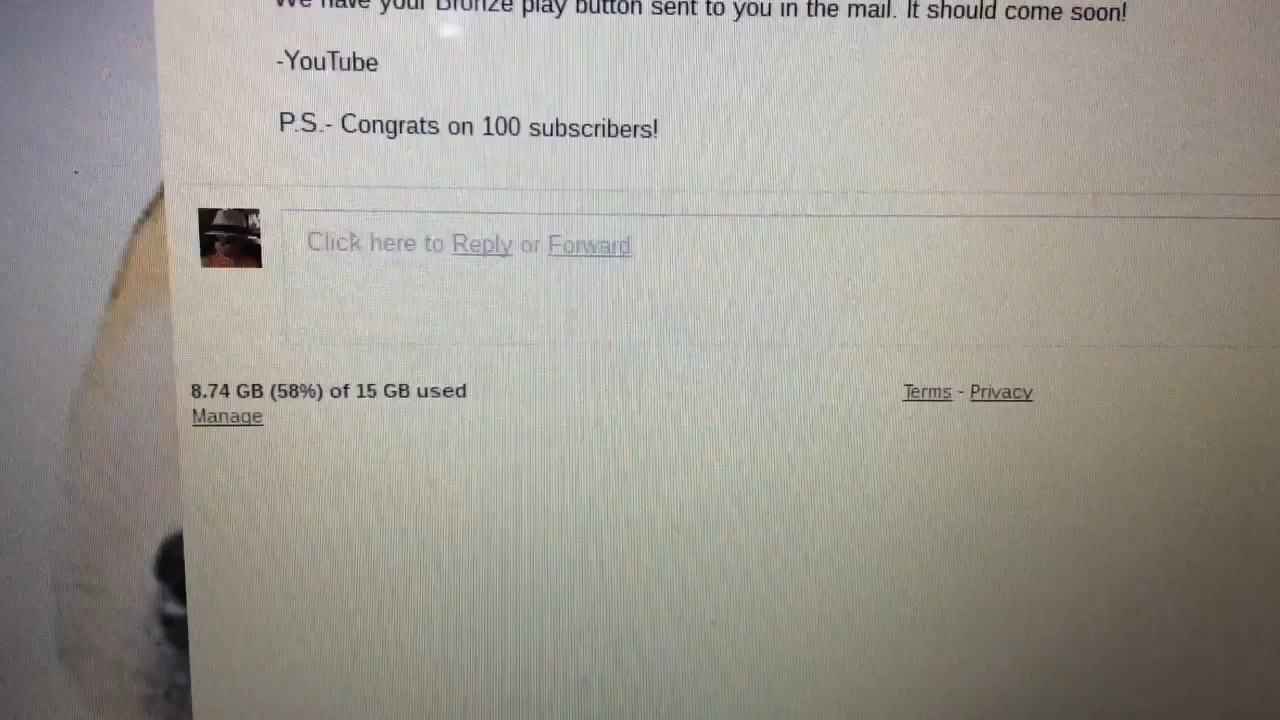 We have your Bronze play button sent to you in the mail. It should come soon!
-YouTube
P.S.- Congrats on 100 subscribers!
Click here to Reply or Forward
8.74 GB (58%) of 15 GB used
Manage
Terms - Privacy